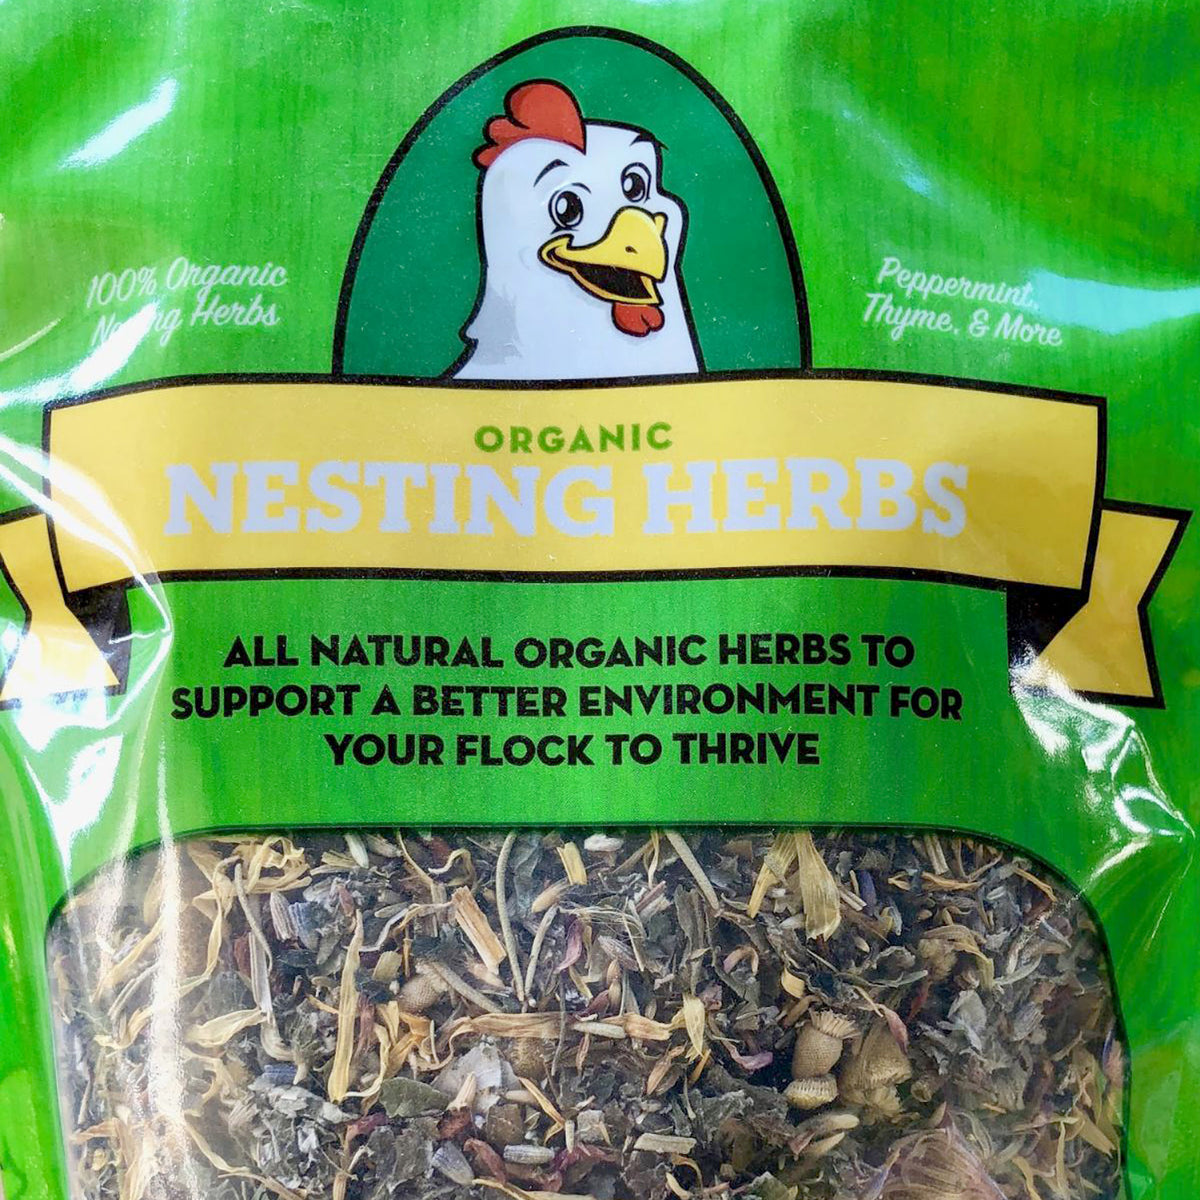 100% Organic
Nesting Herbs
Peppermint,
Thyme, & More
ORGANIC
NESTING HERBS
ALL NATURAL ORGANIC HERBS TO
SUPPORT A BETTER ENVIRONMENT FOR
YOUR FLOCK TO THRIVE